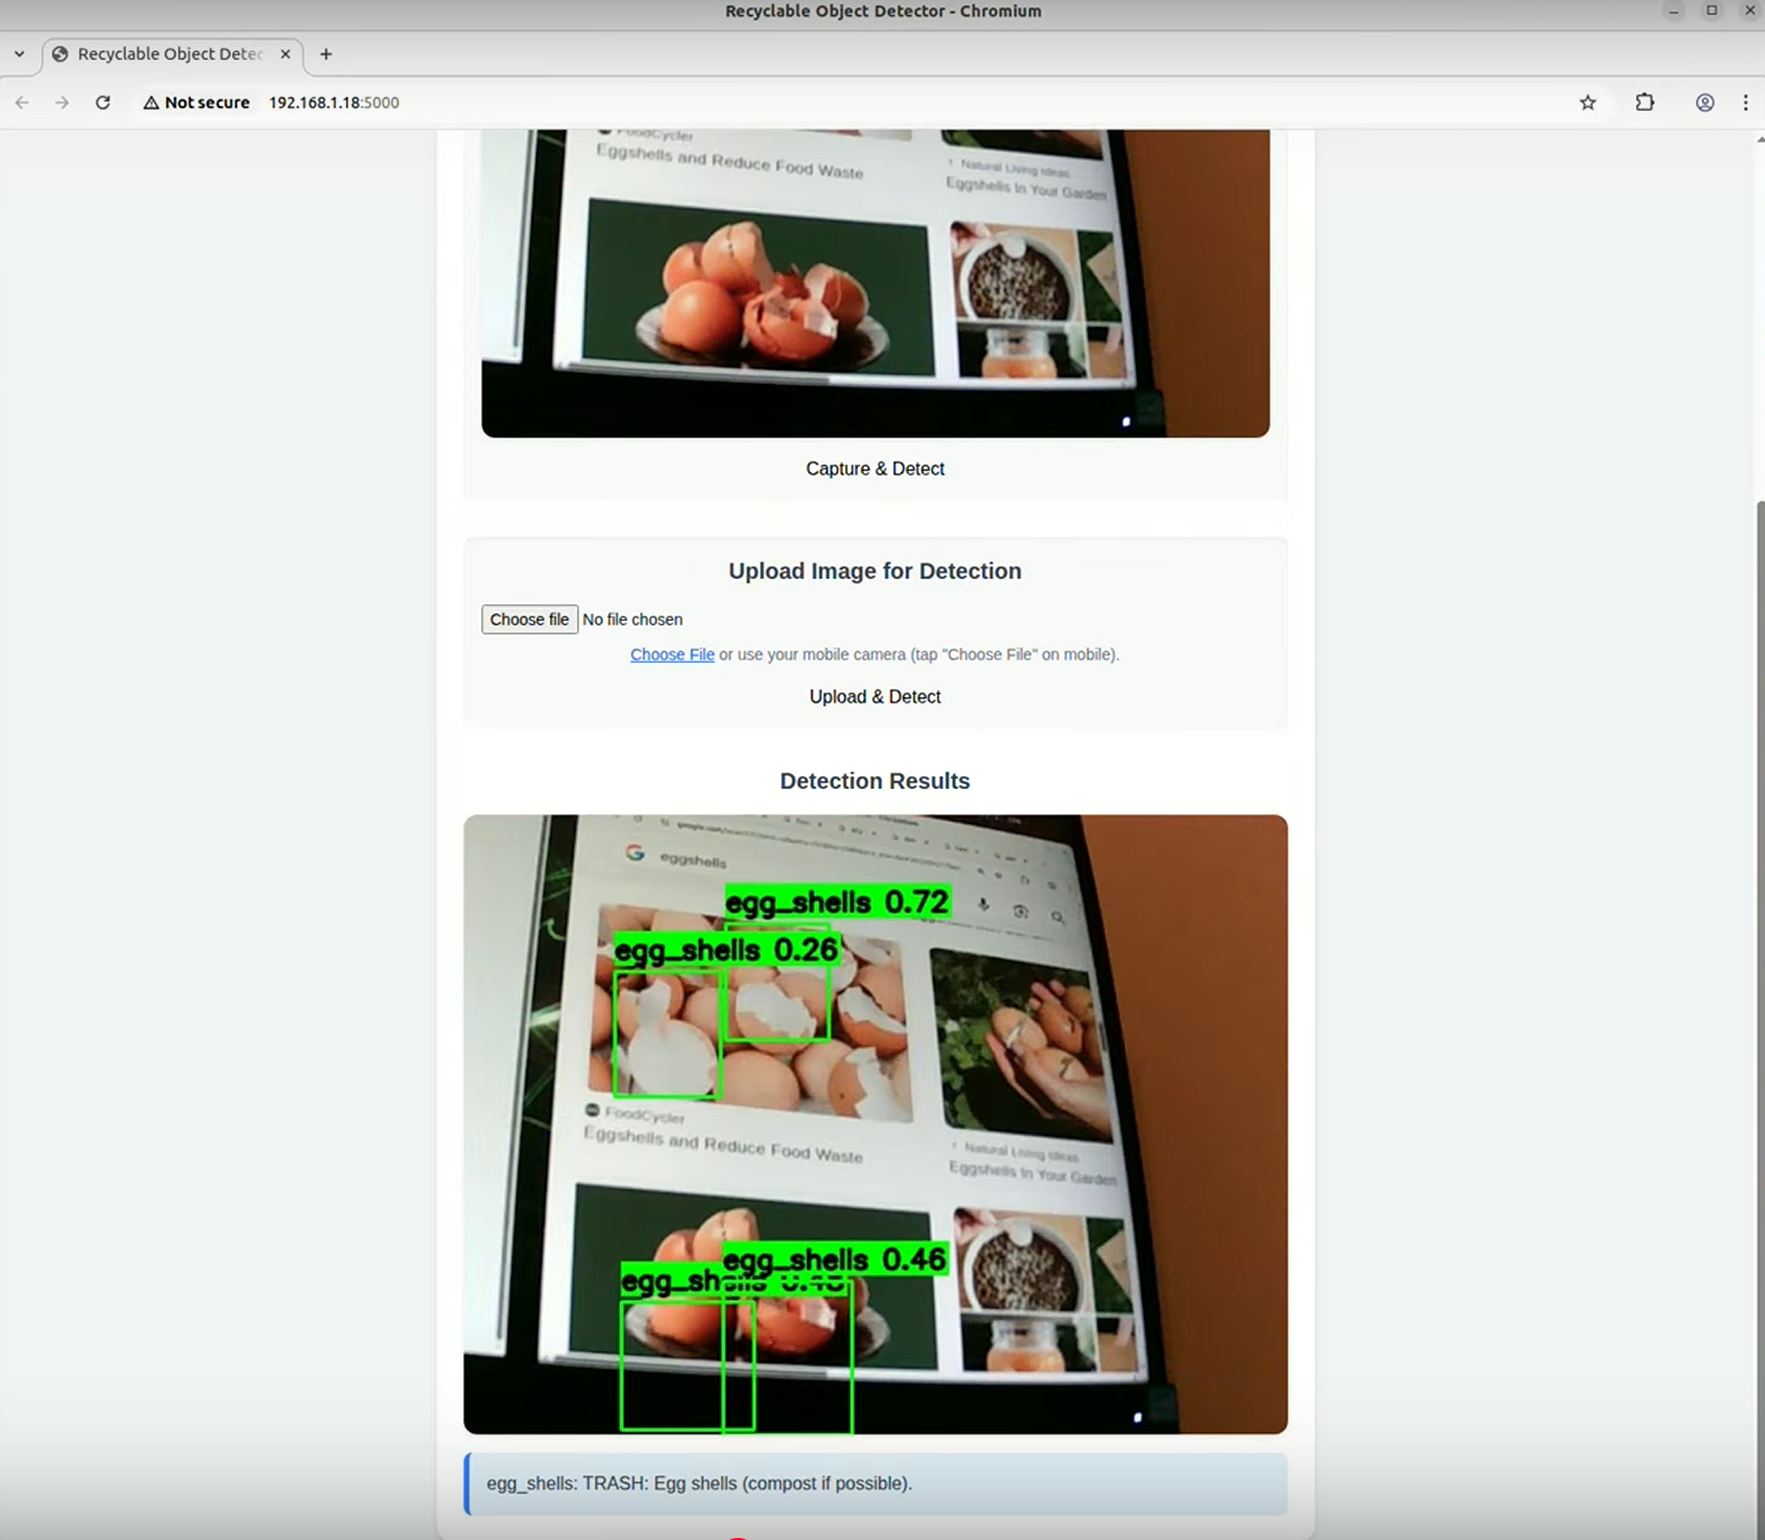 Recyclable Object Detector - Chromium
Recyclable Object Detec
Not secure 192.168.1.18:5000
FoodCycler
Eggshells and Reduce Food Waste
Natural Living Ideas
Eggshells In Your Garden
Capture & Detect
Upload Image for Detection
Choose file No file chosen
Choose File or use your mobile camera (tap "Choose File" on mobile).
Upload & Detect
Detection Results
eggshells
egg_shells 0.72
egg_shells 0.26
FoodCycler
Eggshells and Reduce Food Waste
Natural Living Ideas
Eggshells In Your Garden
egg_shells 0.46
egg_shells
egg_shells: TRASH: Egg shells (compost if possible).